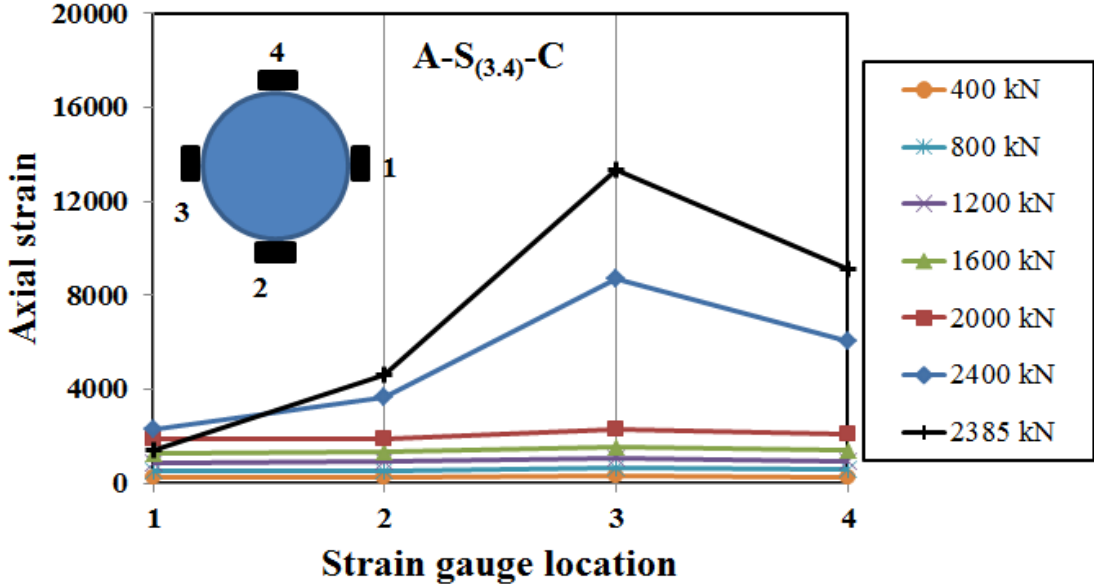 20000
16000
12000
8000
4000
0
Axial strain
4
A-S(3.4)-C
1
3
2
1 2 3 4
Strain gauge location
400 kN
800 kN
1200 kN
1600 kN
2000 kN
2400 kN
2385 kN